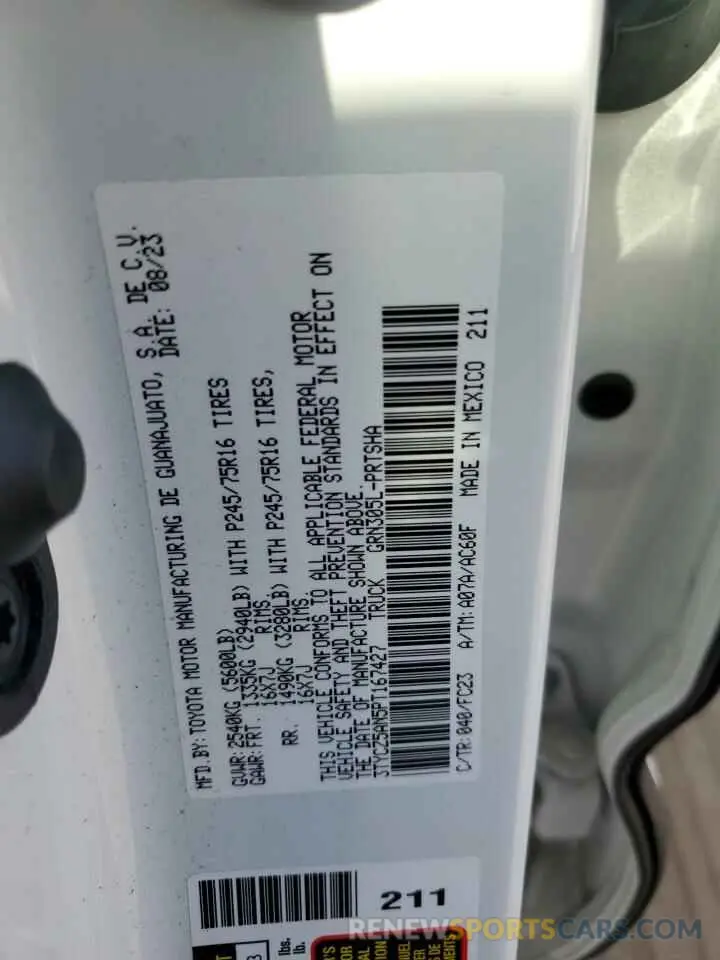 MFD.BY: TOYOTA MOTOR MANUFACTURING DE GUANAJUATO, S.A. DE C.V.
DATE: 08/23
GVWR: 2540KG (5600LB)
GAWR: FRT. 1335KG (2940LB) WITH P245/75R16 TIRES
16X7J RIMS
RR. 1490KG (3280LB) WITH P245/75R16 TIRES,
16X7J RIMS.
THIS VEHICLE CONFORMS TO ALL APPLICABLE FEDERAL MOTOR
VEHICLE SAFETY AND THEFT PREVENTION STANDARDS IN EFFECT ON
THE DATE OF MANUFACTURE SHOWN ABOVE.
3TYCZ5AN5PT167427 TRUCK GRN305L-PRTSHA
C/TR: 040/FC23 A/TM: A07A/AC60F MADE IN MEXICO 211
211
lbs.
lb.
RENEWSPORTSCARS.COM